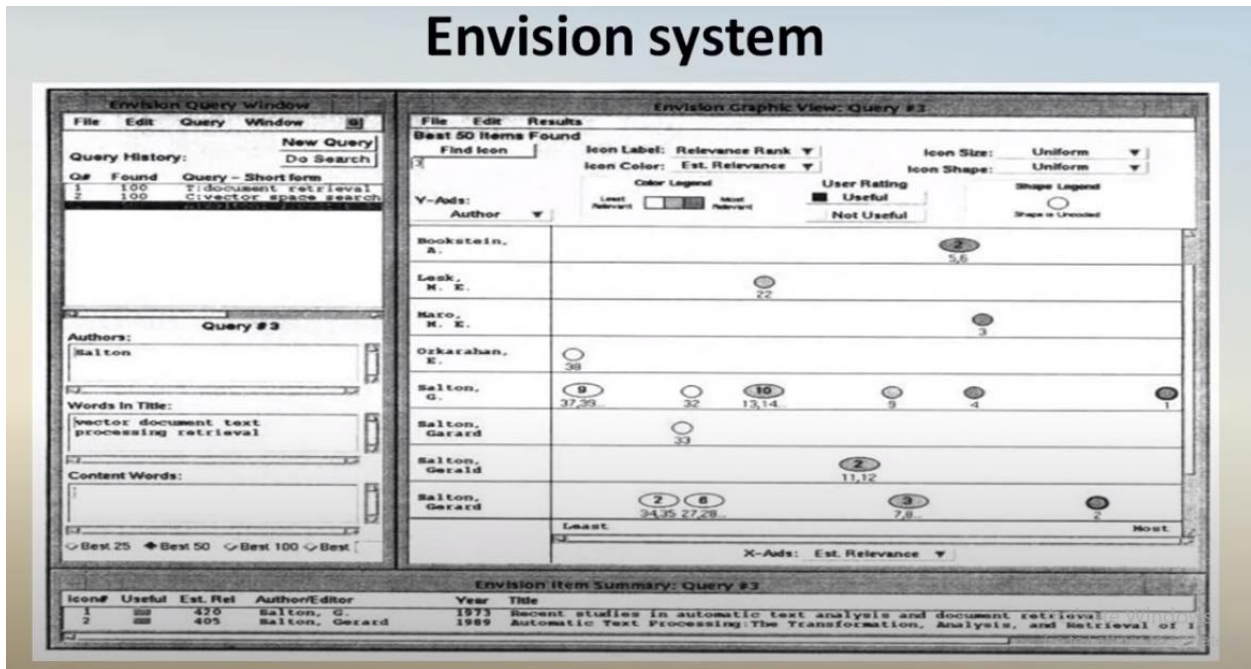 Envision system
Envision Query Window
File Edit Query Window
New Query
Query History: Do Search
Q# Found Query - Short form
1 100 T:document retrieval
2 100 C:vector space search
Query #3
Authors:
Salton
Words In Title:
vector document text
processing retrieval
Content Words:
Best 25 Best 50 Best 100 Best
Envision Graphic View: Query #3
File Edit Results
Best 50 Items Found
Find Icon
3
Icon Label: Relevance Rank
Icon Size: Uniform
Icon Color: Est. Relevance
Icon Shape: Uniform
Color Legend
Least Relevant
Most Relevant
User Rating
Useful
Not Useful
Shape Legend
Shape is Uncoded
Y-Axis:
Author
Bookstein,
A.
2
5,6
Lesk,
M. E.
22
Maro,
M. E.
3
Ozkarahan,
E.
38
Salton,
G.
9 10
37,39... 32 13,14... 9 4 1
Salton,
Garard
33
Salton,
Gerald
2
11,12
Salton,
Gerard
2 6 3
34,35 27,28... 7,8... 2
Least Most
X-Axis: Est. Relevance
Envision Item Summary: Query #3
Icon# Useful Est. Rel Author/Editor Year Title
1 420 Salton, G. 1973 Recent studies in automatic text analysis and document retrieval
2 405 Salton, Gerard 1989 Automatic Text Processing:The Transformation, Analysis, and Retrieval of I